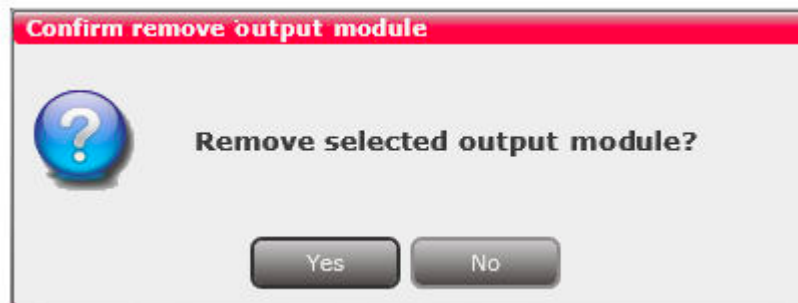 Confirm remove output module
Remove selected output module?
Yes
No